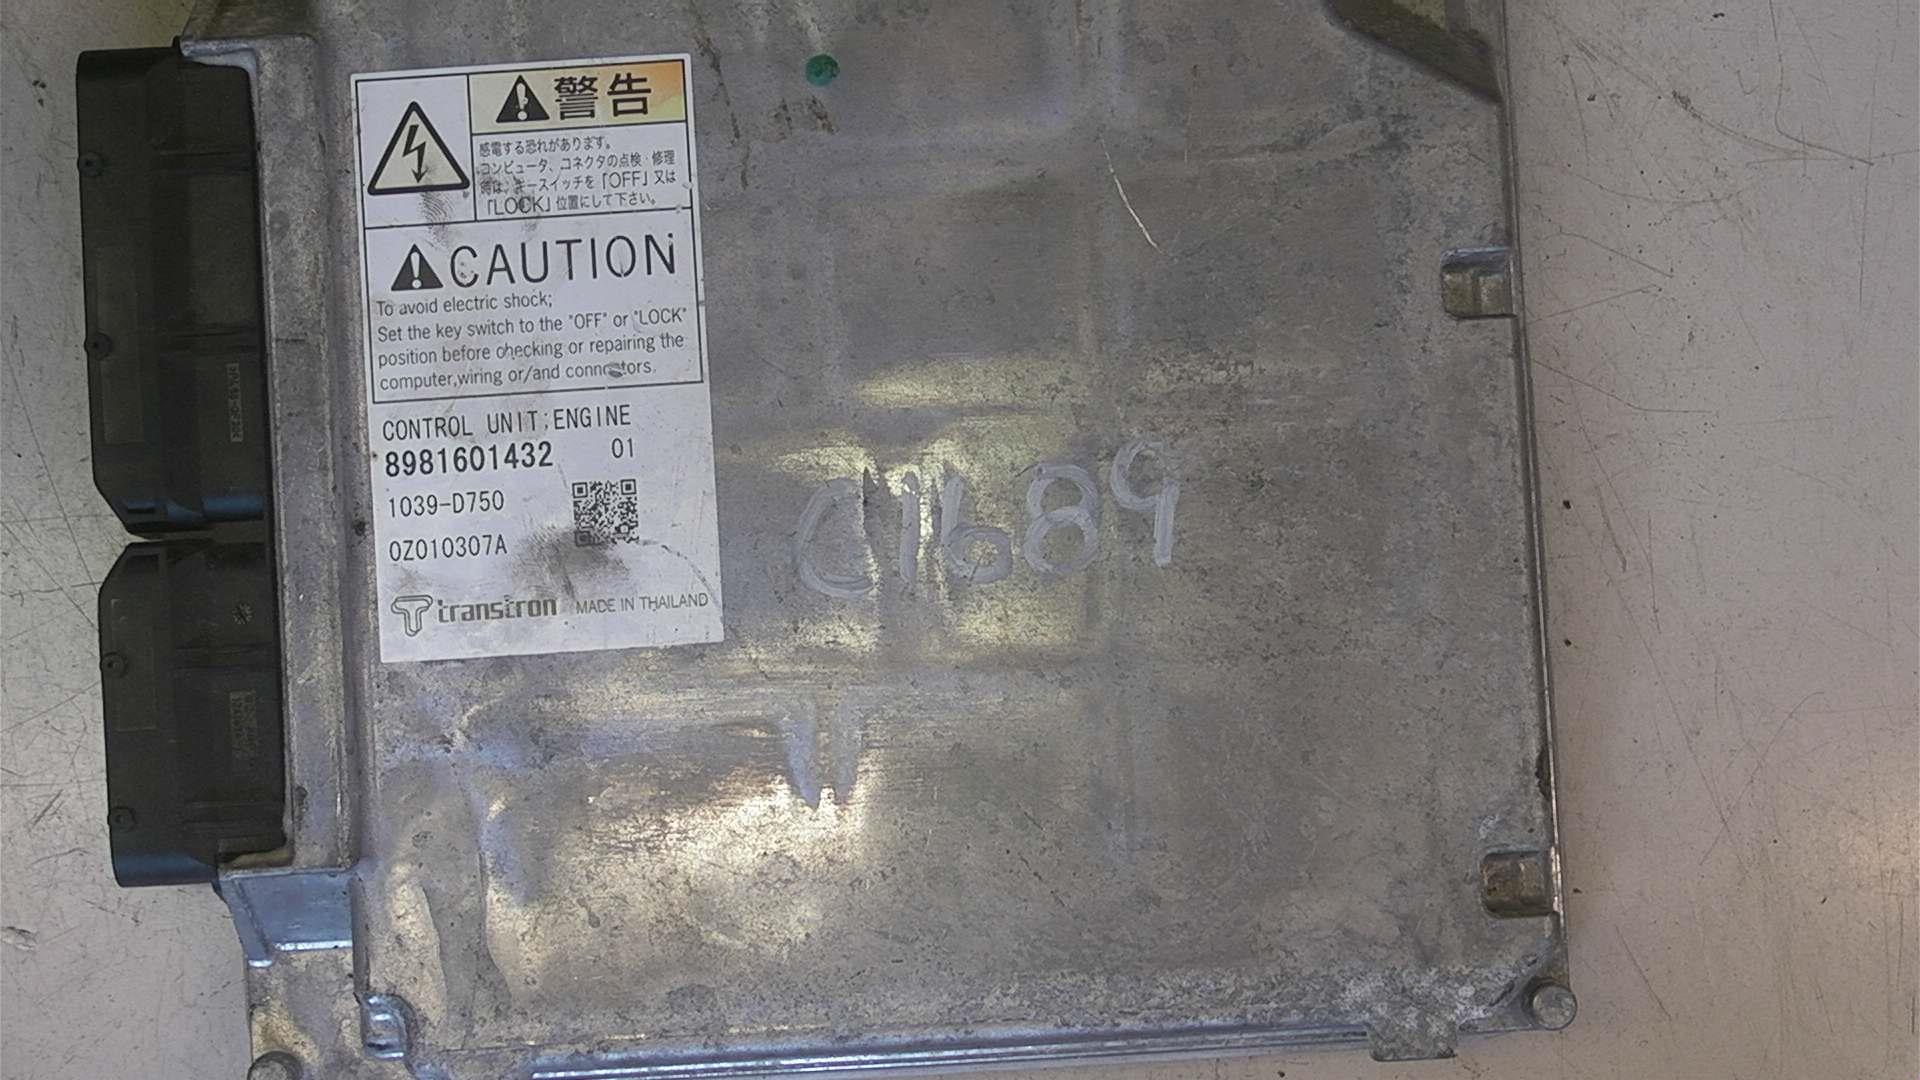 警告
感電する恐れがあります。
コンピュータ、コネクタの点検・修理
時は、キースイッチを「OFF」又は
「LOCK」位置にして下さい。
CAUTION
To avoid electric shock;
Set the key switch to the "OFF" or "LOCK"
position before checking or repairing the
computer,wiring or/and connectors.
CONTROL UNIT;ENGINE
8981601432 01
1039-D750
0Z010307A
transtron MADE IN THAILAND
C1689